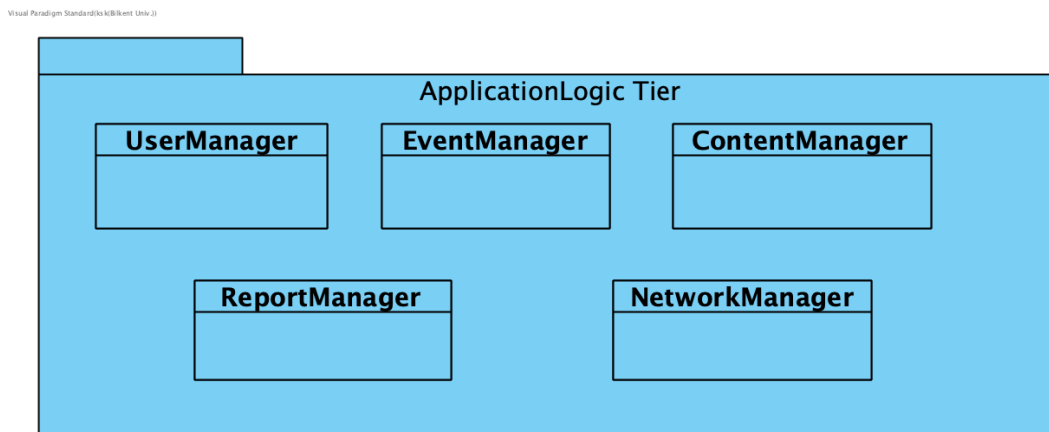 Visual Paradigm Standard(ksk(Bilkent Univ.))
ApplicationLogic Tier
UserManager
EventManager
ContentManager
ReportManager
NetworkManager